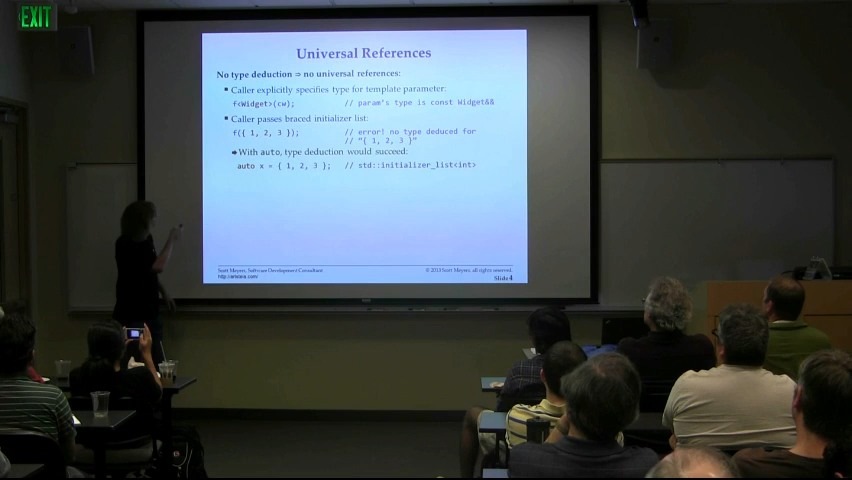 EXIT
Universal References
No type deduction ⇒ no universal references:
▪ Caller explicitly specifies type for template parameter:
f<Widget>(cw); // param's type is const Widget&&
▪ Caller passes braced initializer list:
f({ 1, 2, 3 }); // error! no type deduced for
// "{ 1, 2, 3 }"
➔ With auto, type deduction would succeed:
auto x = { 1, 2, 3 }; // std::initializer_list<int>
Scott Meyers, Software Development Consultant © 2013 Scott Meyers, all rights reserved.
http://aristeia.com/ Slide 4